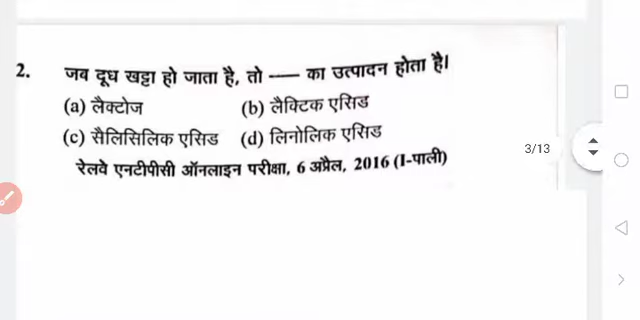 2. जब दूध खट्टा हो जाता है, तो —– का उत्पादन होता है।
(a) लैक्टोज (b) लैक्टिक एसिड
(c) सैलिसिलिक एसिड (d) लिनोलिक एसिड
रेलवे एनटीपीसी ऑनलाइन परीक्षा, 6 अप्रैल, 2016 (I-पाली)
3/13